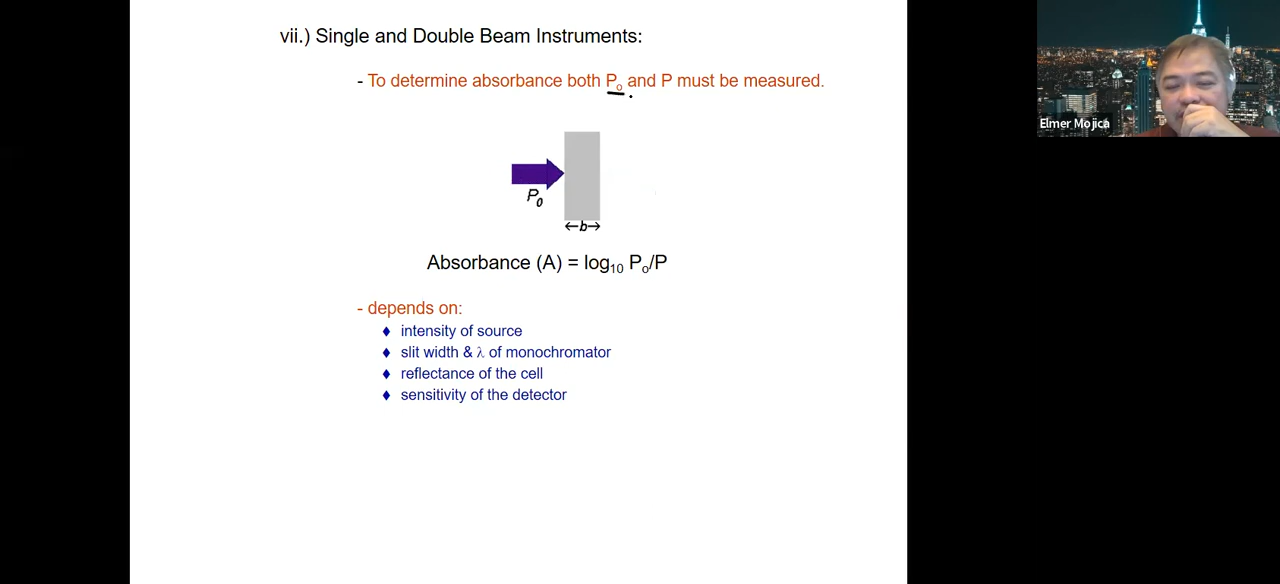 vii.) Single and Double Beam Instruments:
- To determine absorbance both Po and P must be measured.
Elmer Mojica
P0
←b→
Absorbance (A) = log10 Po/P
- depends on:
♦ intensity of source
♦ slit width & λ of monochromator
♦ reflectance of the cell
♦ sensitivity of the detector